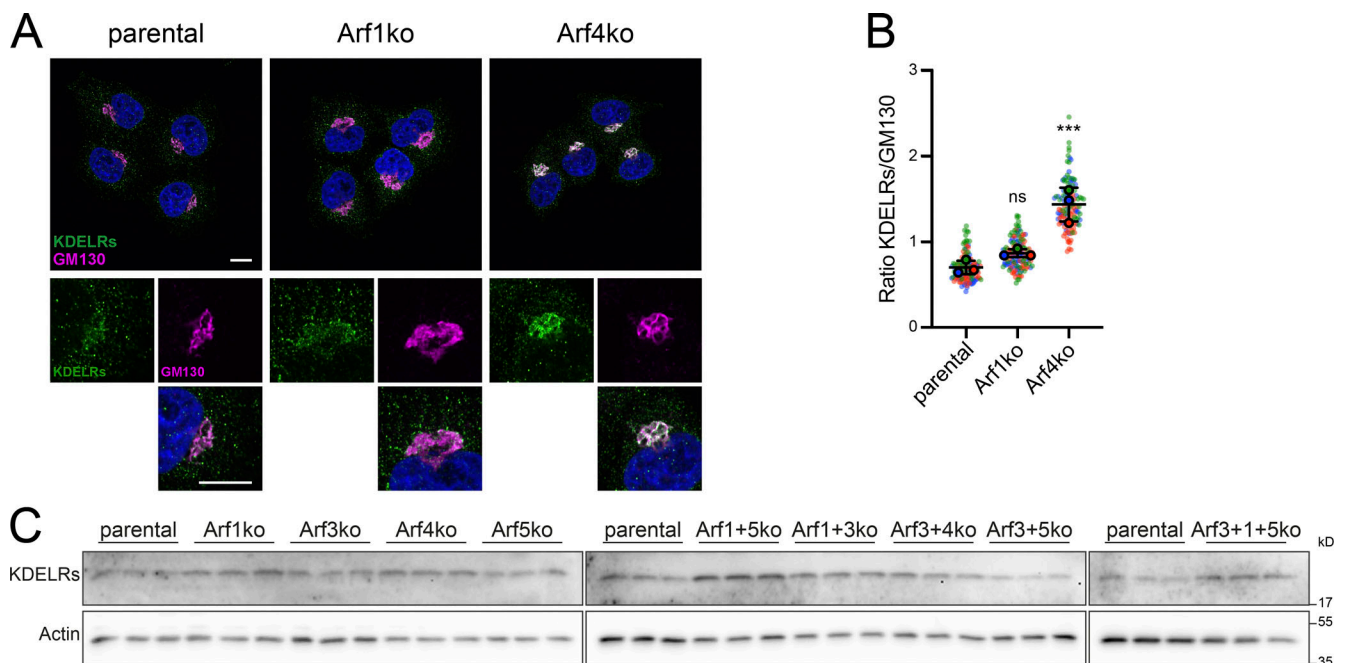 A
parental Arf1ko Arf4ko
KDELRs
GM130
KDELRs GM130
B
Ratio KDELRs/GM130
3
2
1
0
ns
***
parental Arf1ko Arf4ko
C
parental Arf1ko Arf3ko Arf4ko Arf5ko parental Arf1+5ko Arf1+3ko Arf3+4ko Arf3+5ko parental Arf3+1+5ko kD
KDELRs
17
Actin
55
35